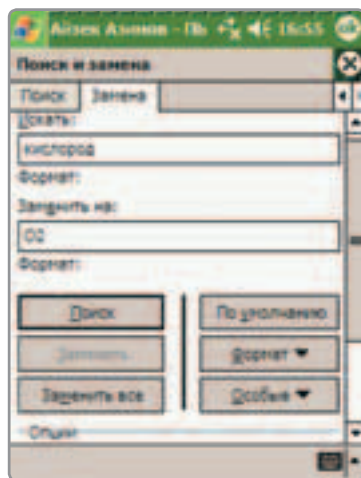 Айзек Азимов - ПЬ 16:55 ok
Поиск и замена
Поиск Замена
Искать:
кислород
Формат:
Заменить на:
O2
Формат:
Поиск По умолчанию
Заменить Формат
Заменить все Особые
Опции